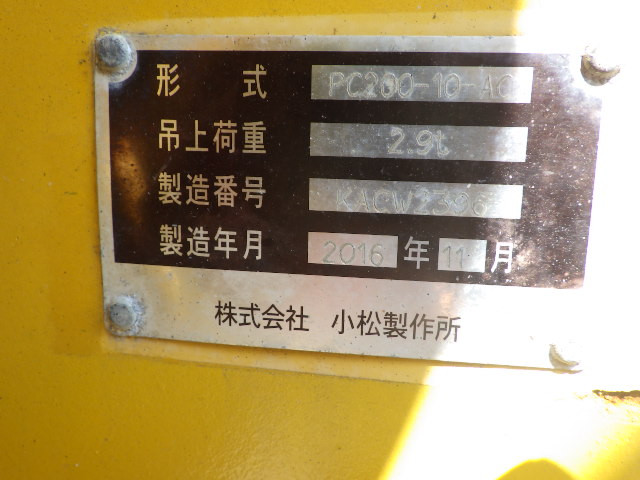 形 式 PC200-10-AC
吊上荷重 2.9t
製造番号
製造年月 2016 年 11 月
株式会社 小松製作所